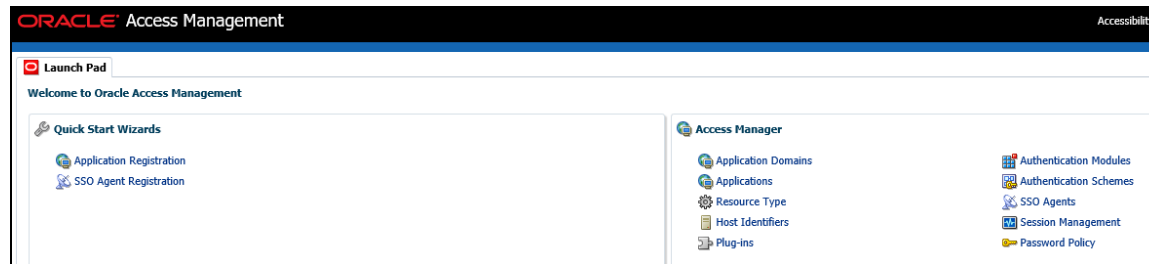 ORACLE Access Management
Launch Pad
Welcome to Oracle Access Management
Quick Start Wizards
Application Registration
SSO Agent Registration
Access Manager
Application Domains
Applications
Resource Type
Host Identifiers
Plug-ins
Authentication Modules
Authentication Schemes
SSO Agents
Session Management
Password Policy